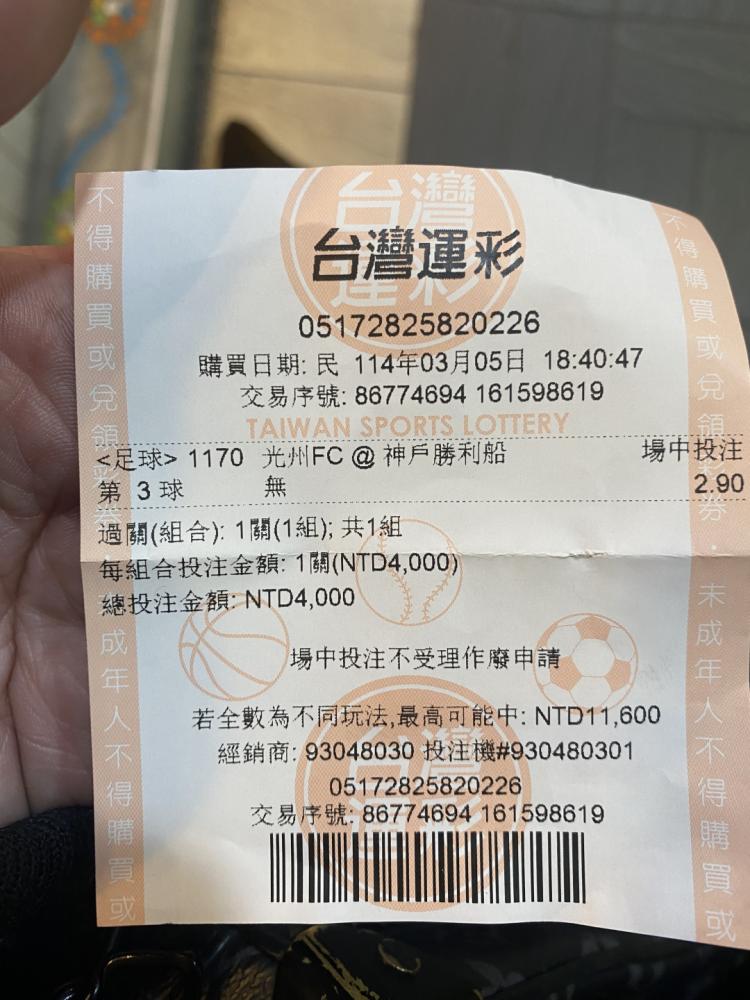 台灣運彩
05172825820226
購買日期: 民 114年03月05日 18:40:47
交易序號: 86774694 161598619
TAIWAN SPORTS LOTTERY
<足球> 1170 光州FC @ 神戶勝利船 場中投注
第 3 球 無 2.90
過關(組合): 1關(1組); 共1組
每組合投注金額: 1關(NTD4,000)
總投注金額: NTD4,000
場中投注不受理作廢申請
若全數為不同玩法,最高可能中: NTD11,600
經銷商: 93048030 投注機#930480301
05172825820226
交易序號: 86774694 161598619
台灣運彩
台灣運彩
不得購買或兌領彩券・未成年人不得購買或
不得購買或兌領彩券・未成年人不得購買或